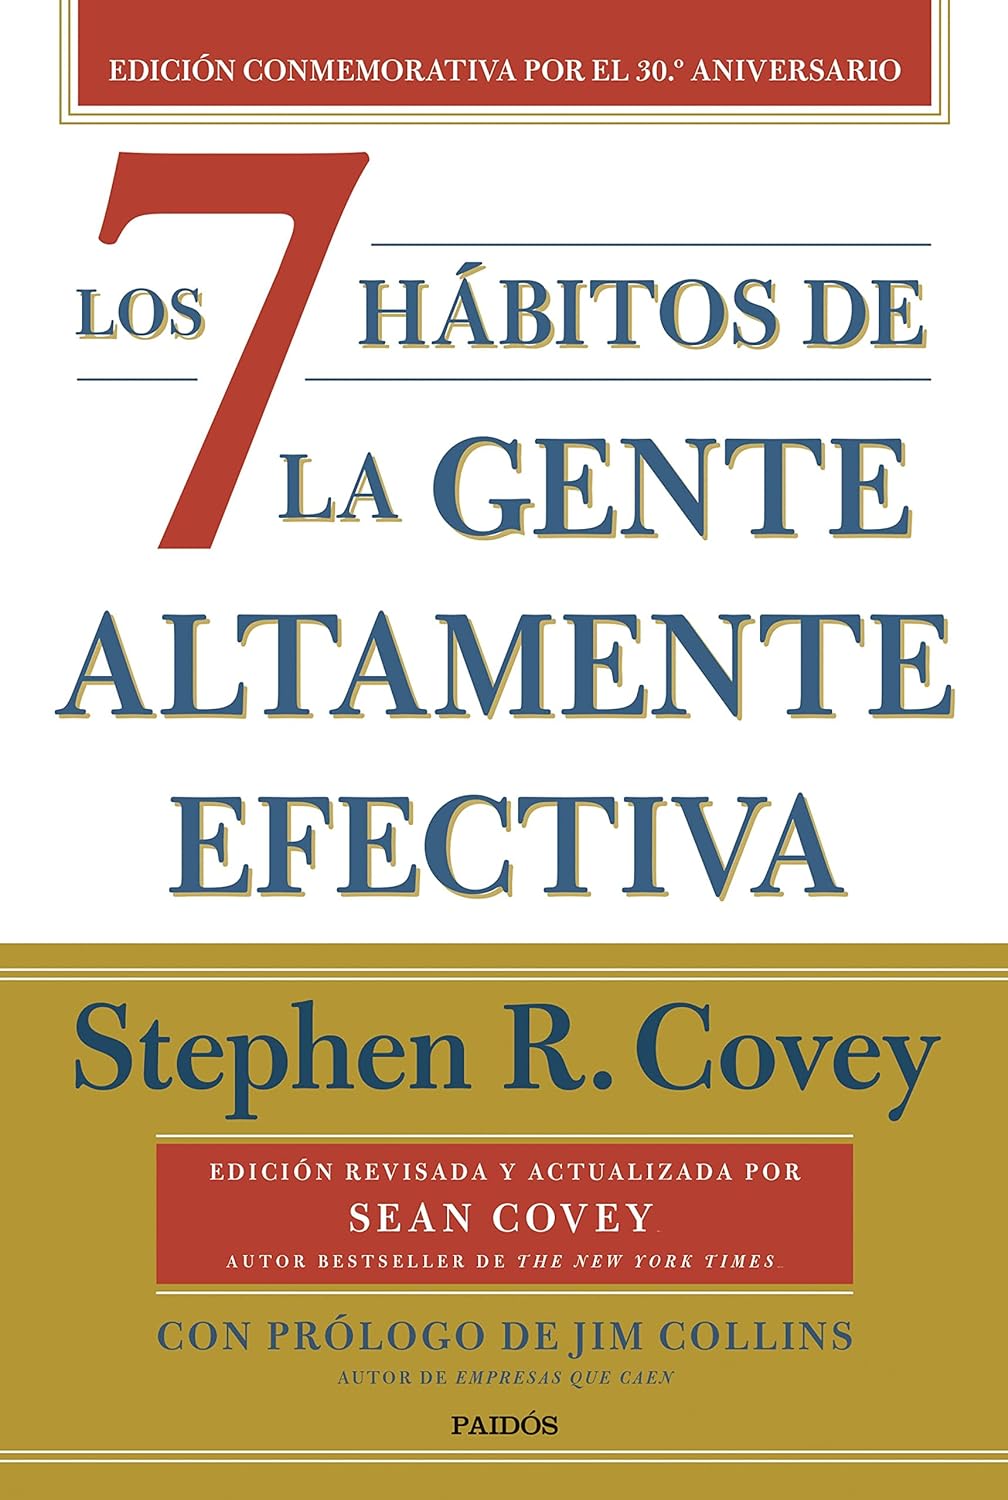 EDICIÓN CONMEMORATIVA POR EL 30.º ANIVERSARIO
LOS 7 HÁBITOS DE
LA GENTE
ALTAMENTE
EFECTIVA
Stephen R. Covey
EDICIÓN REVISADA Y ACTUALIZADA POR
SEAN COVEY
AUTOR BESTSELLER DE THE NEW YORK TIMES
CON PRÓLOGO DE JIM COLLINS
AUTOR DE EMPRESAS QUE CAEN
PAIDÓS